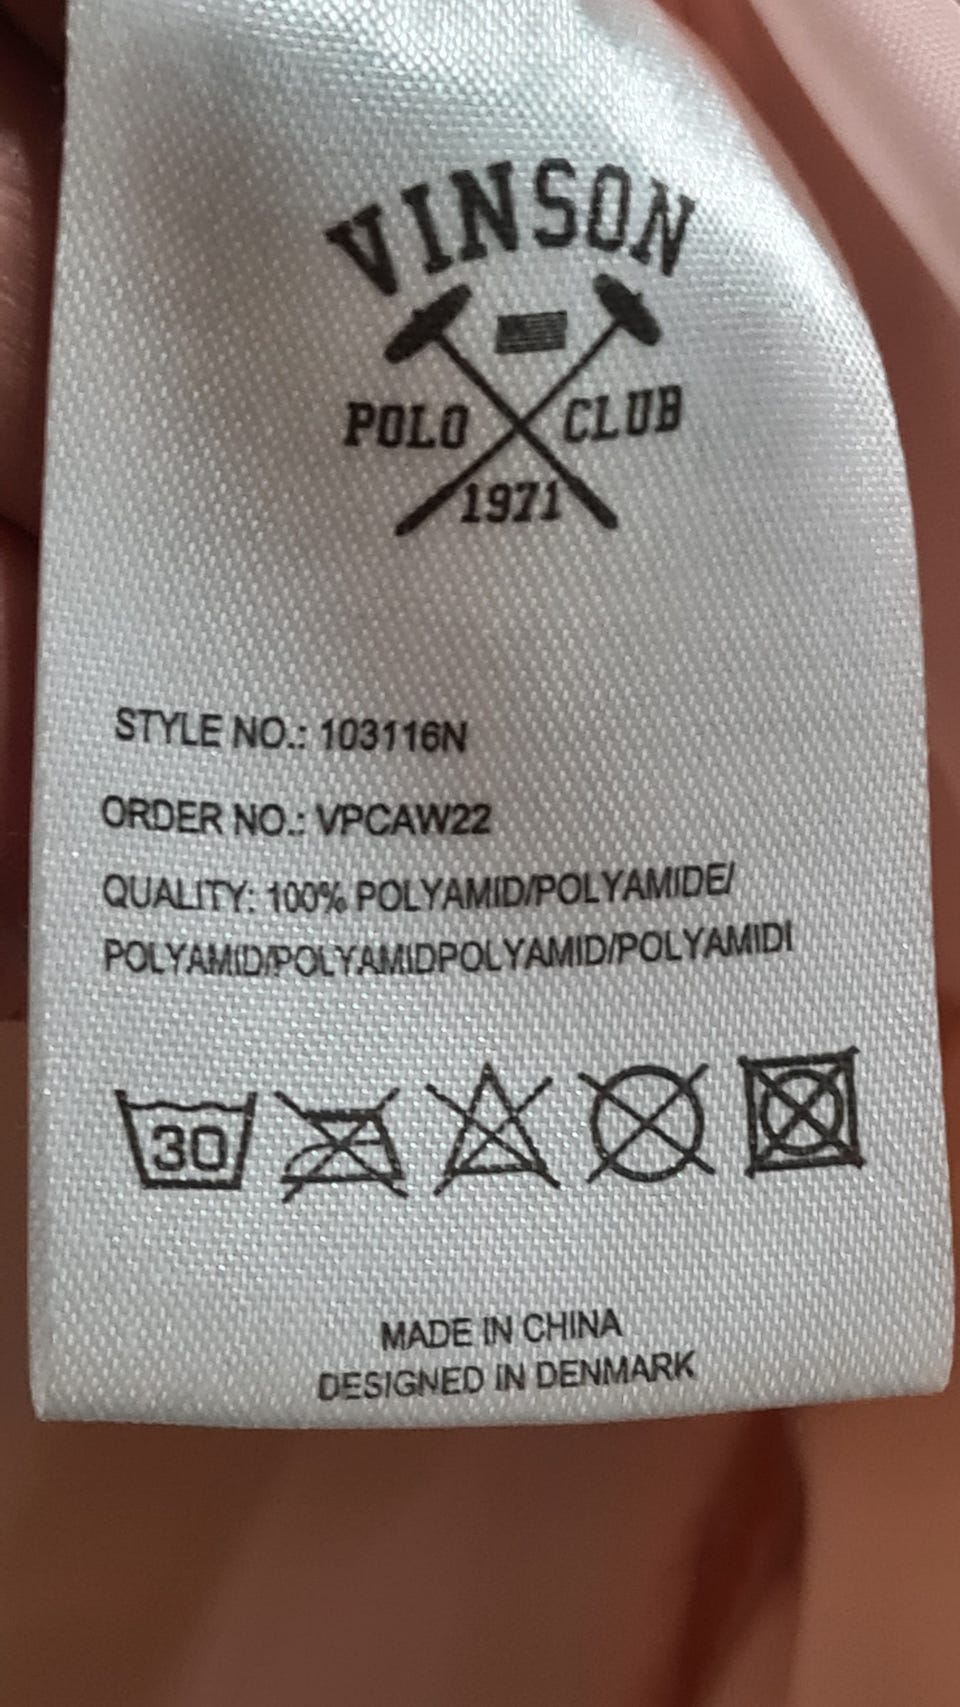 VINSON
POLO CLUB
1971
STYLE NO.: 103116N
ORDER NO.: VPCAW22
QUALITY: 100% POLYAMID/POLYAMIDE/
POLYAMID/POLYAMIDPOLYAMID/POLYAMIDI
30
MADE IN CHINA
DESIGNED IN DENMARK